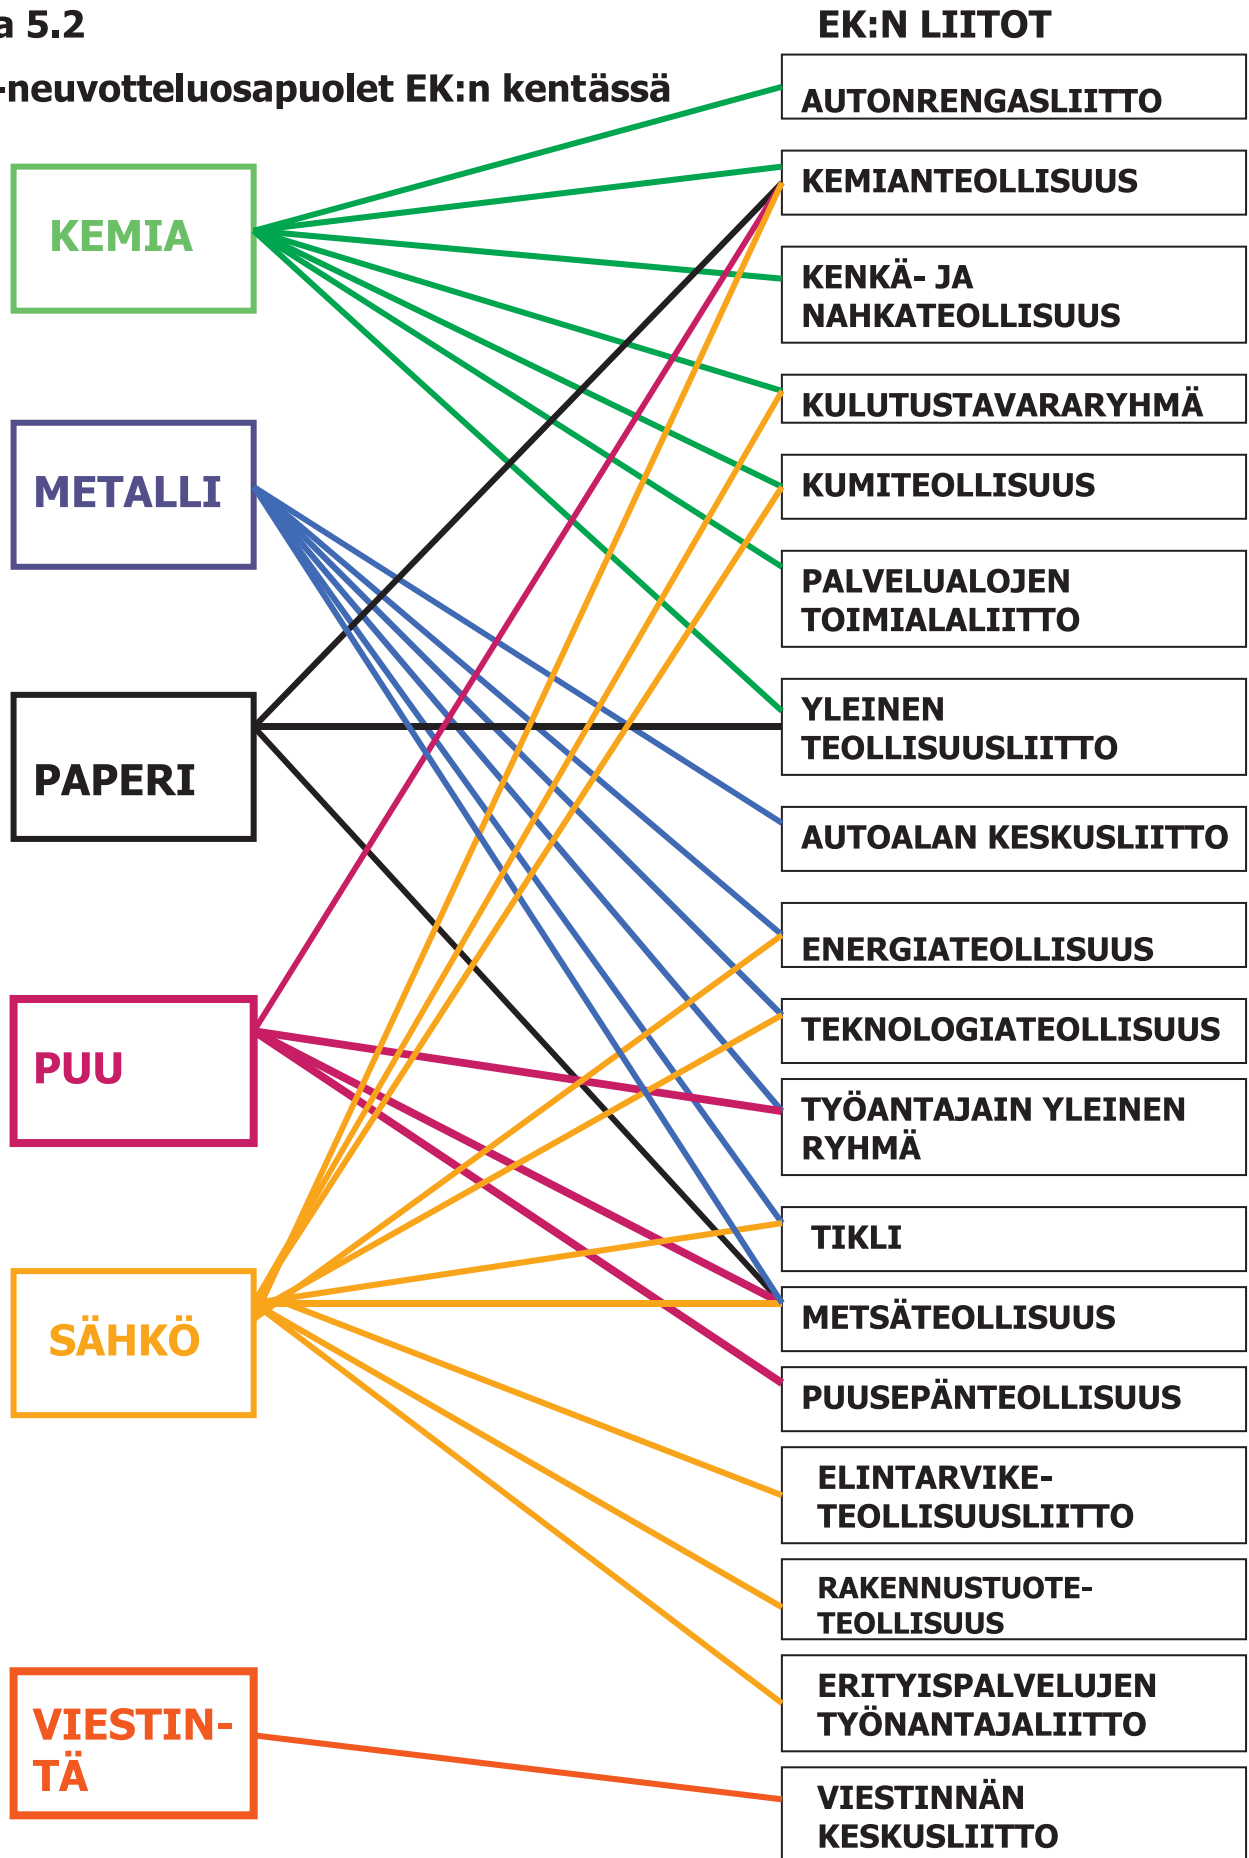 a 5.2
-neuvotteluosapuolet EK:n kentässä
KEMIA
METALLI
PAPERI
PUU
SÄHKÖ
VIESTIN-
TÄ
EK:N LIITOT
AUTONRENGASLIITTO
KEMIANTEOLLISUUS
KENKÄ- JA
NAHKATEOLLISUUS
KULUTUSTAVARARYHMÄ
KUMITEOLLISUUS
PALVELUALOJEN
TOIMIALALIITTO
YLEINEN
TEOLLISUUSLIITTO
AUTOALAN KESKUSLIITTO
ENERGIATEOLLISUUS
TEKNOLOGIATEOLLISUUS
TYÖANTAJAIN YLEINEN
RYHMÄ
TIKLI
METSÄTEOLLISUUS
PUUSEPÄNTEOLLISUUS
ELINTARVIKE-
TEOLLISUUSLIITTO
RAKENNUSTUOTE-
TEOLLISUUS
ERITYISPALVELUJEN
TYÖNANTAJALIITTO
VIESTINNÄN
KESKUSLIITTO